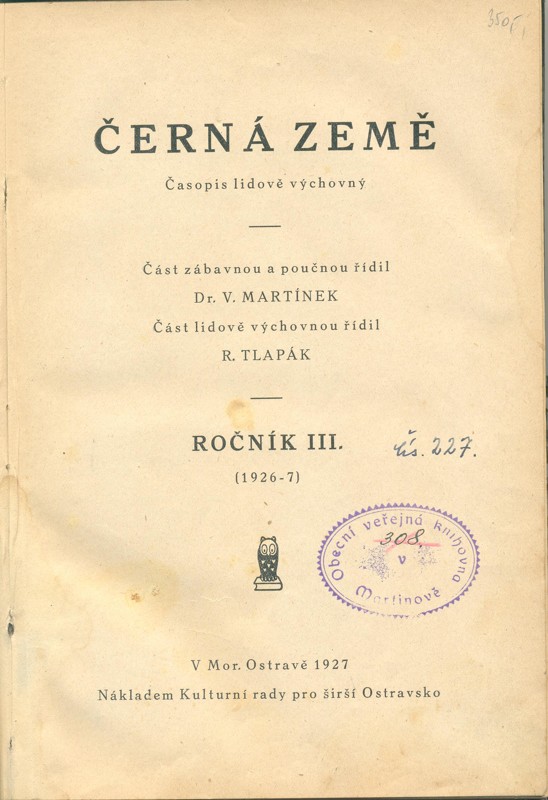 ČERNÁ ZEMĚ
Časopis lidově výchovný
Část zábavnou a poučnou řídil
Dr. V. MARTÍNEK
Část lidově výchovnou řídil
R. TLAPÁK
ROČNÍK III.
čís. 227.
(1926-7)
Obecní veřejná knihovna
308.
v
Martinově
V Mor. Ostravě 1927
Nákladem Kulturní rady pro širší Ostravsko